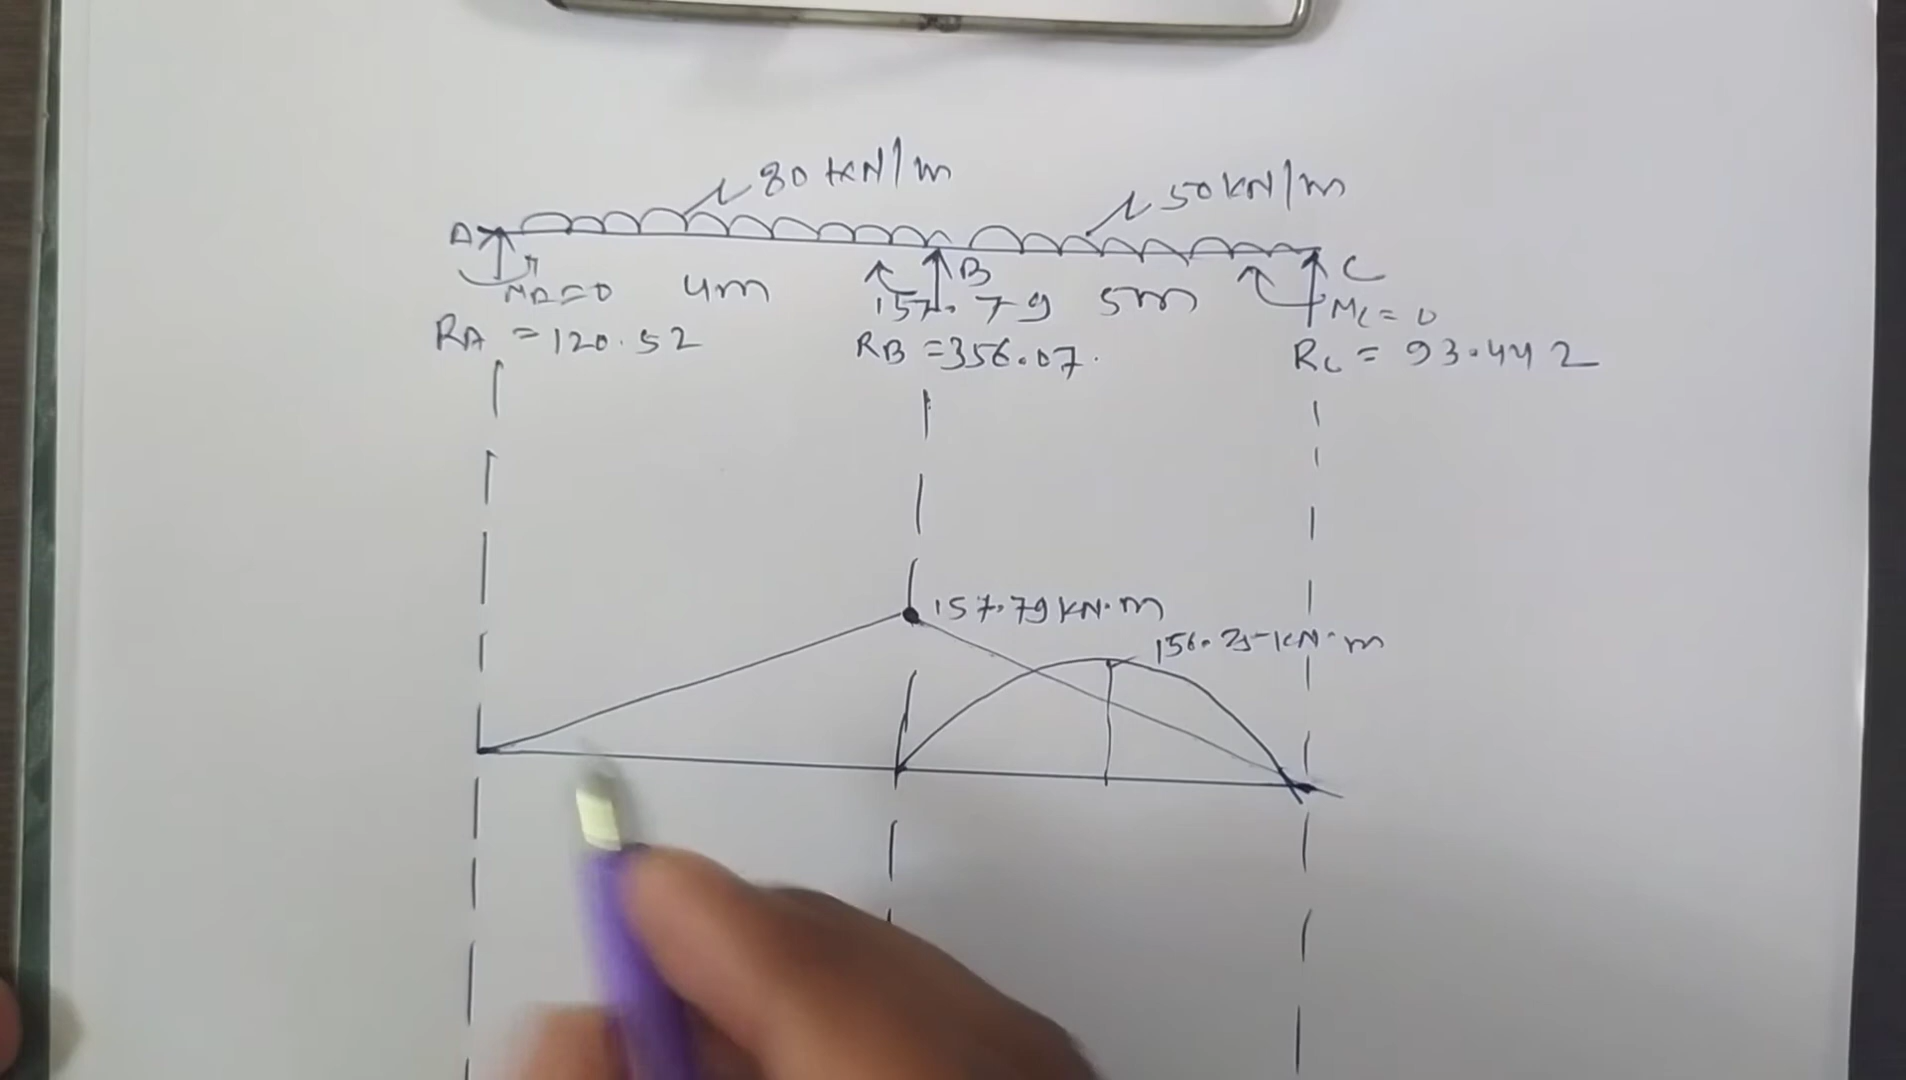 80 kN/m
50 kN/m
A B C
MA=0 4m 157.79 5m MC=0
RA =120.52 RB =356.07. RC = 93.442
157.79 kN.m
156.25 kN.m